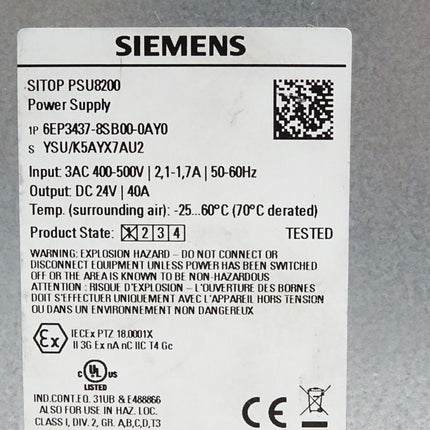 SIEMENS
SITOP PSU8200
Power Supply
1P 6EP3437-8SB00-0AY0
S YSU/K5AYX7AU2
Input: 3AC 400-500V | 2,1-1,7A | 50-60Hz
Output: DC 24V | 40A
Temp. (surrounding air): -25...60°C (70°C derated)
Product State: 1 2 3 4 TESTED
WARNING: EXPLOSION HAZARD - DO NOT CONNECT OR
DISCONNECT EQUIPMENT UNLESS POWER HAS BEEN SWITCHED
OFF OR THE AREA IS KNOWN TO BE NON-HAZARDOUS
ATTENTION : RISQUE D'EXPLOSION - L'OUVERTURE DES BORNES
DOIT S'EFFECTUER UNIQUEMENT AVEC L'APPAREIL HORS TENSION
OU DANS UN ENVIRONNEMENT NON DANGEREUX
Ex
IECEx PTZ 18.0001X
II 3G Ex nA nC IIC T4 Gc
c UL us
LISTED
IND.CONT.EQ. 31UB & E488866
ALSO FOR USE IN HAZ. LOC.
CLASS I, DIV. 2, GR. A,B,C,D,T3
CE